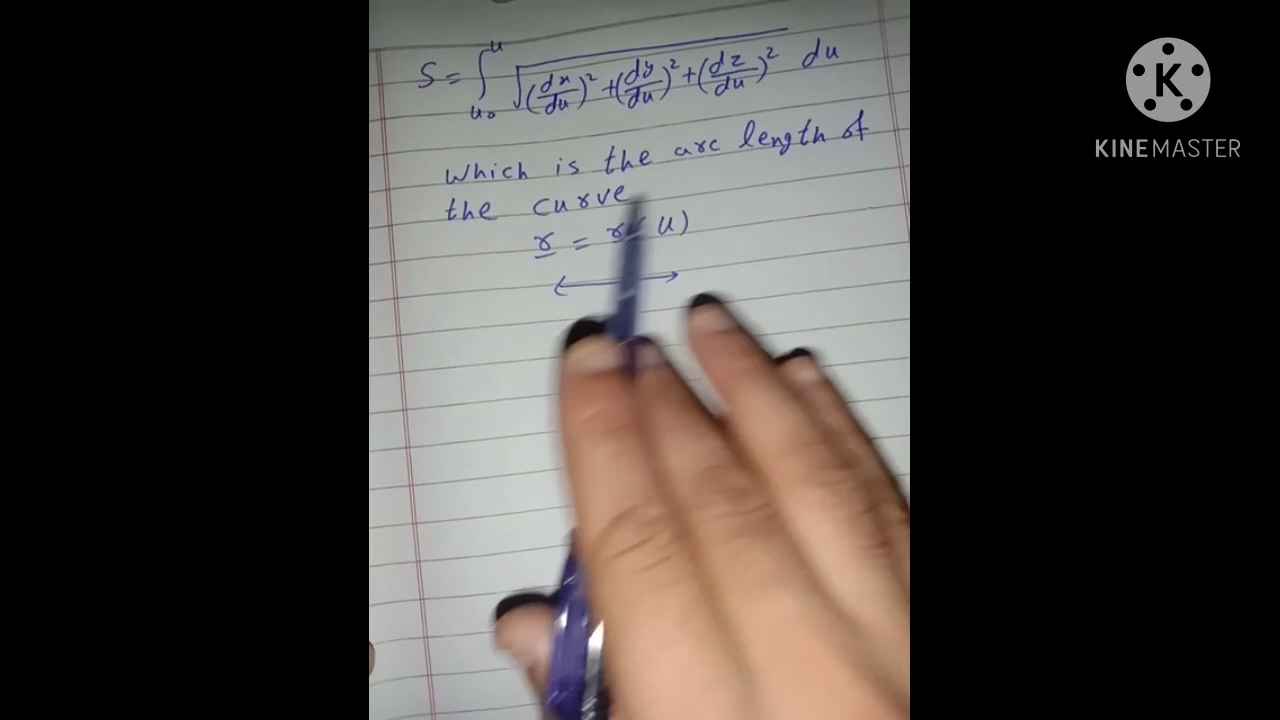 S = ∫_{u₀}^{u} √((dx/du)² + (dy/du)² + (dz/du)²) du
which is the arc length of
the curve
r = r(u)
K
KINEMASTER